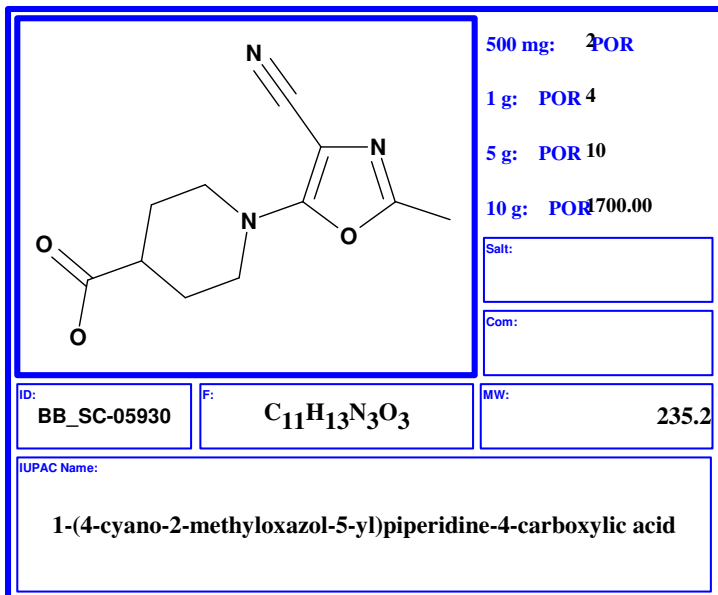 N
N
N
O
O
O
500 mg: 2POR
1 g: POR 4
5 g: POR 10
10 g: POR1700.00
Salt:
Com:
ID:
BB_SC-05930
F:
C11H13N3O3
MW:
235.2
IUPAC Name:
1-(4-cyano-2-methyloxazol-5-yl)piperidine-4-carboxylic acid